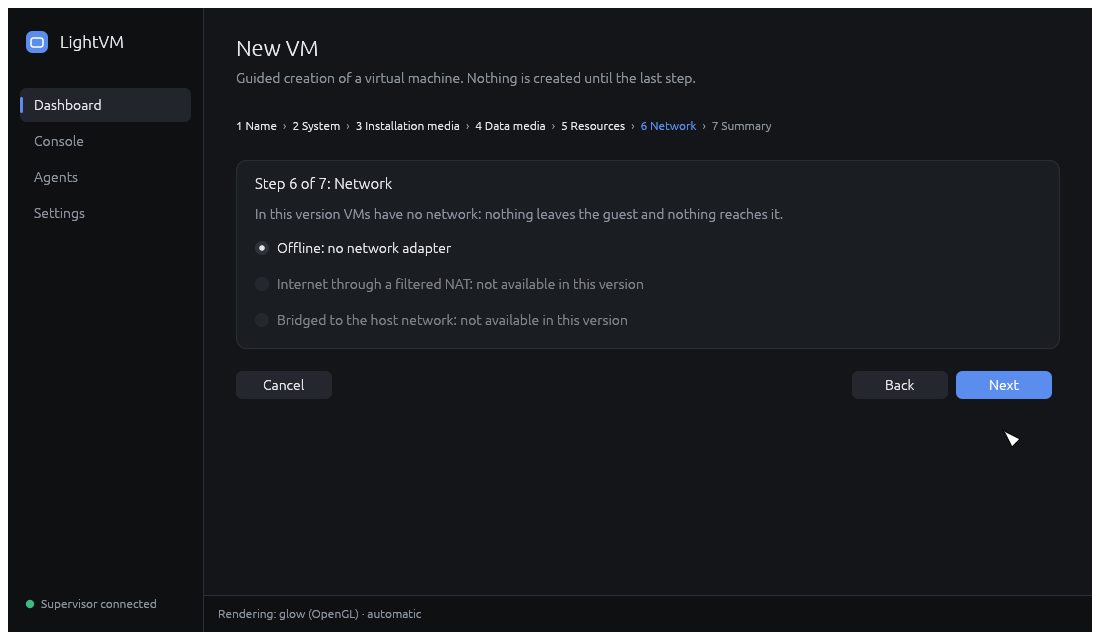 LightVM
Dashboard
Console
Agents
Settings
Supervisor connected
New VM
Guided creation of a virtual machine. Nothing is created until the last step.
1 Name › 2 System › 3 Installation media › 4 Data media › 5 Resources › 6 Network › 7 Summary
Step 6 of 7: Network
In this version VMs have no network: nothing leaves the guest and nothing reaches it.
Offline: no network adapter
Internet through a filtered NAT: not available in this version
Bridged to the host network: not available in this version
Cancel Back Next
Rendering: glow (OpenGL) · automatic